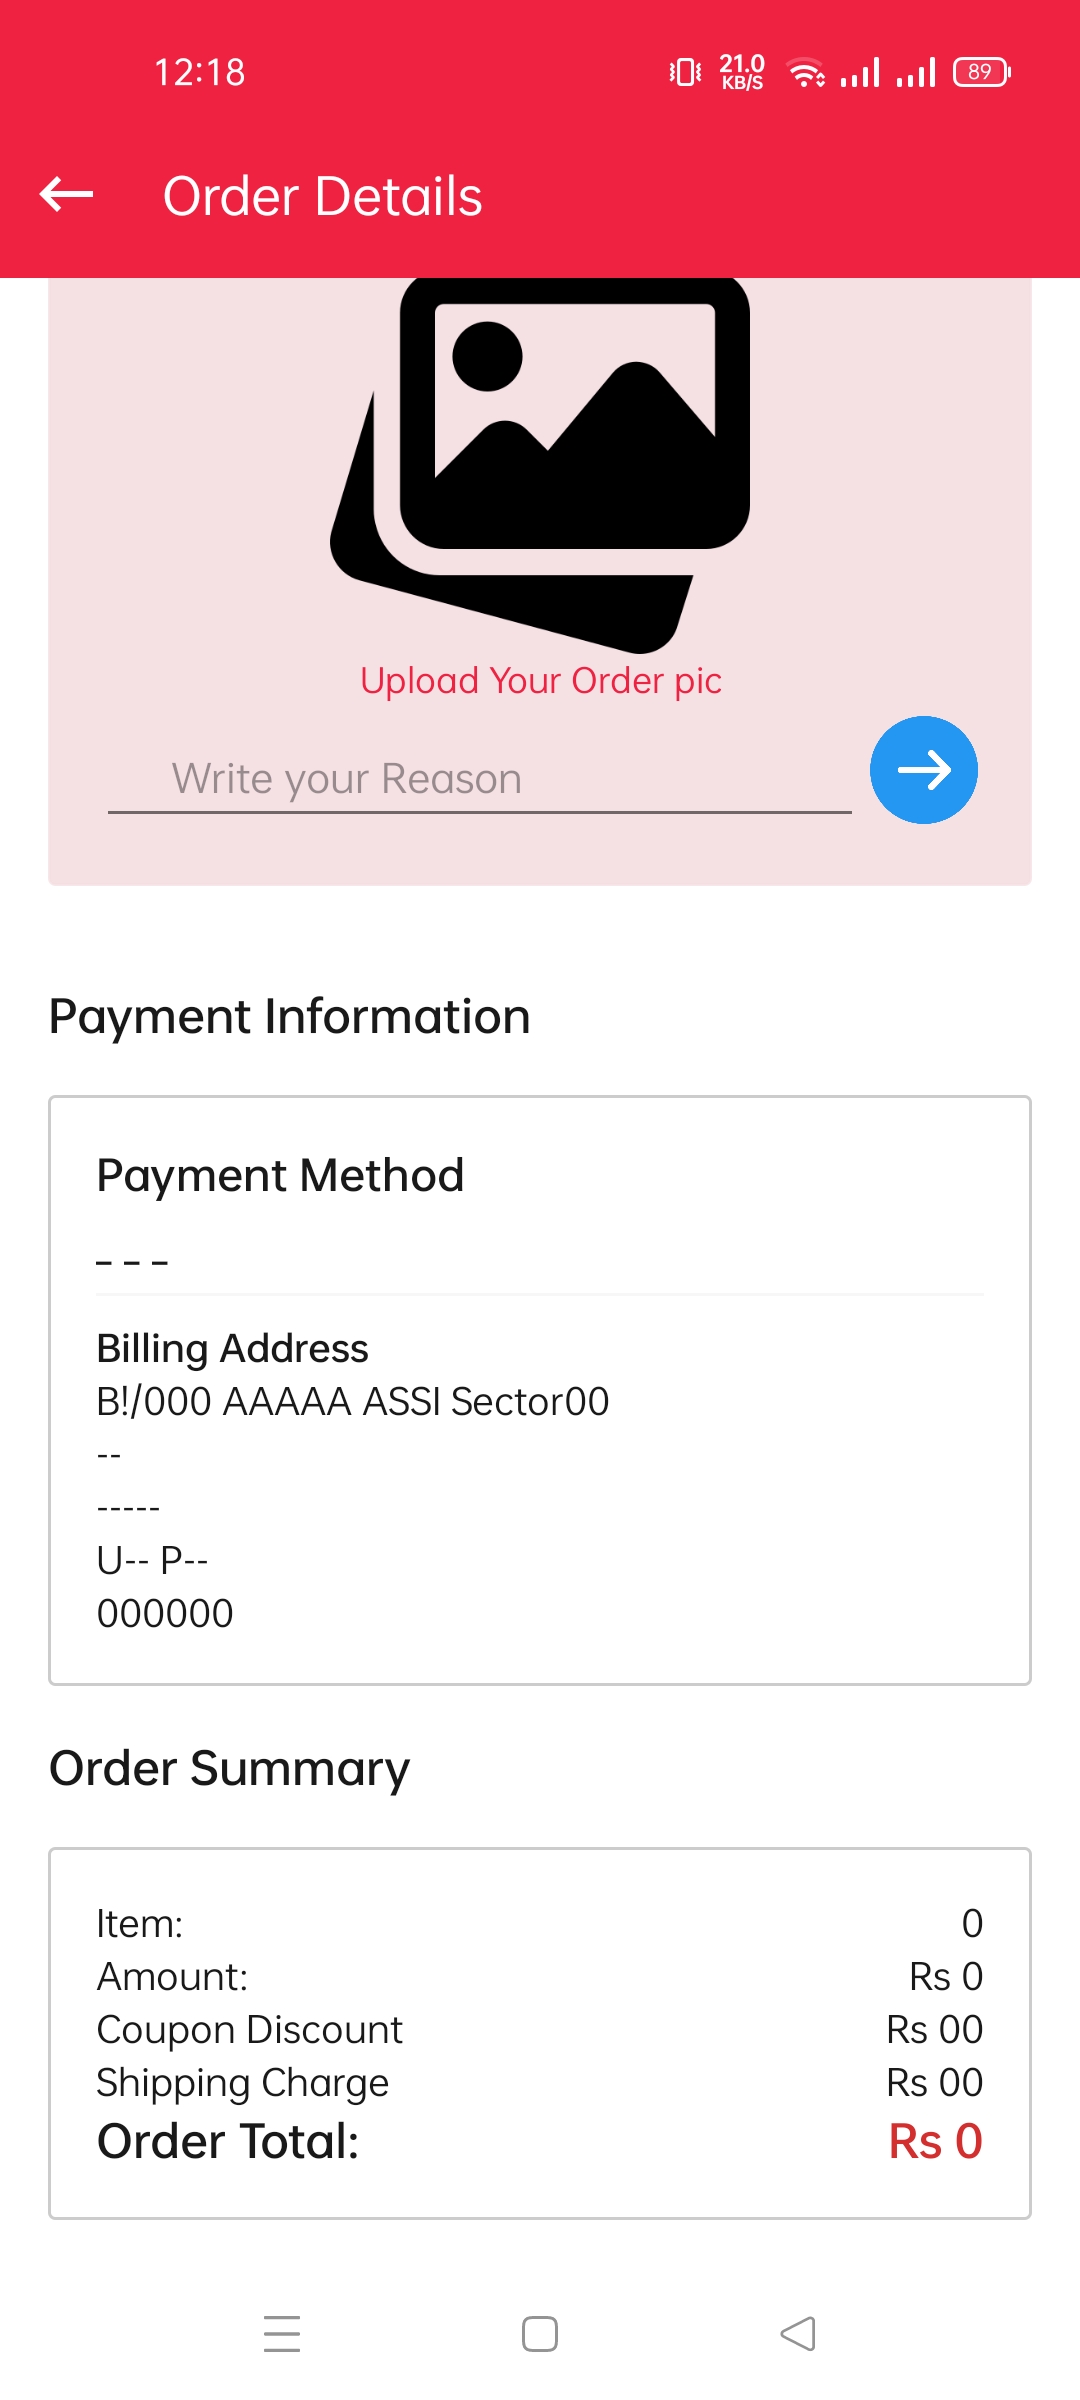 12:18
21.0
KB/S
89
Order Details
Upload Your Order pic
Write your Reason
Payment Information
Payment Method
---
Billing Address
B!/000 AAAAA ASSI Sector00
--
-----
U-- P--
000000
Order Summary
Item: 0
Amount: Rs 0
Coupon Discount Rs 00
Shipping Charge Rs 00
Order Total: Rs 0